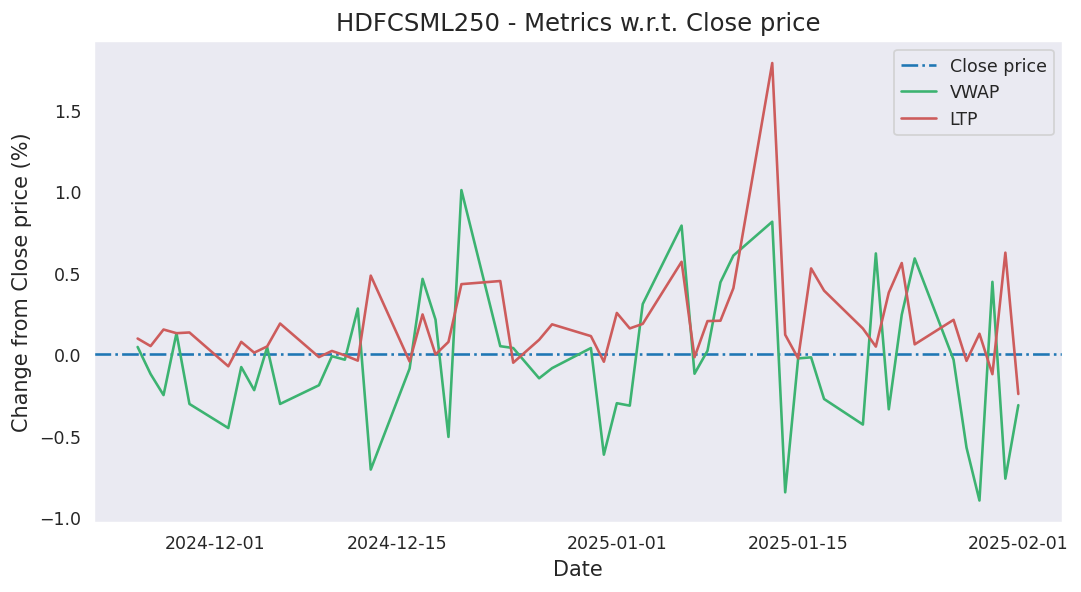 HDFCSML250 - Metrics w.r.t. Close price
Close price
VWAP
LTP
Change from Close price (%)
1.5
1.0
0.5
0.0
−0.5
−1.0
2024-12-01
2024-12-15
2025-01-01
2025-01-15
2025-02-01
Date